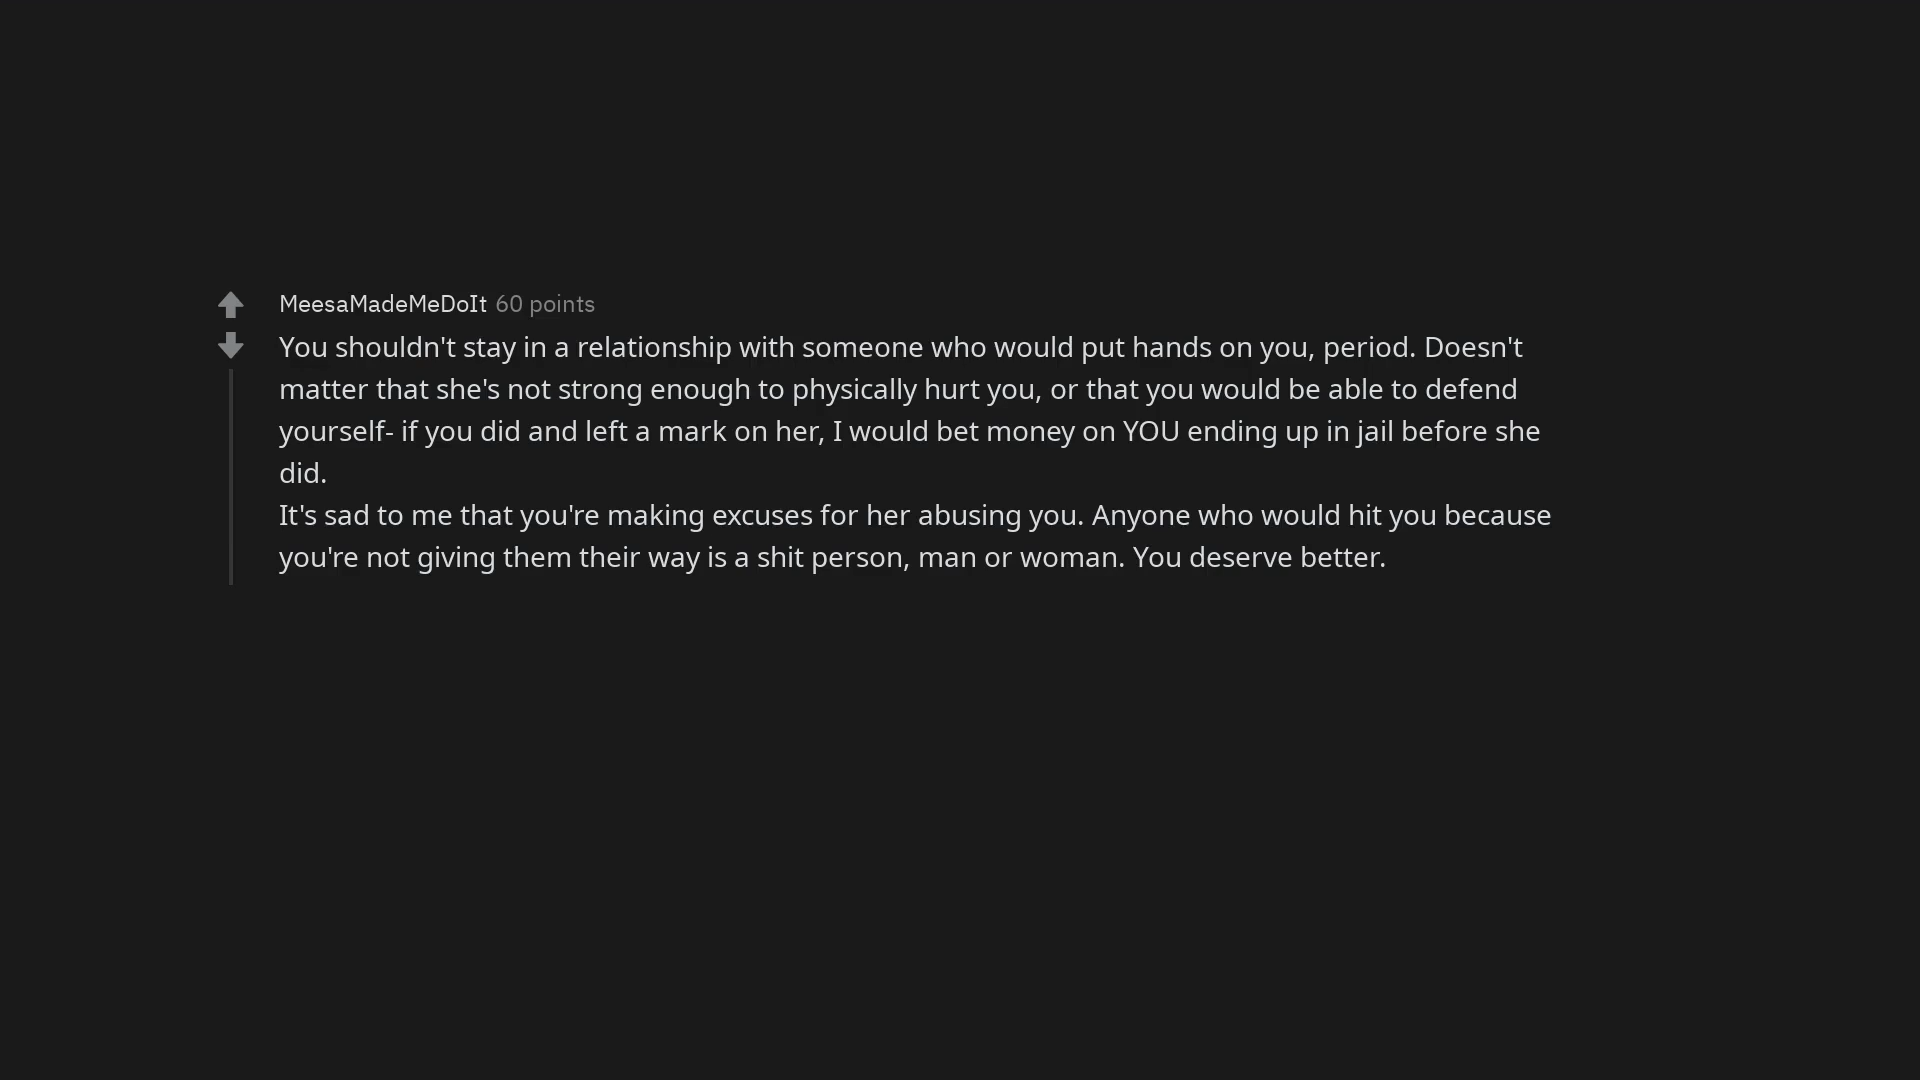 MeesaMadeMeDoIt 60 points
You shouldn't stay in a relationship with someone who would put hands on you, period. Doesn't
matter that she's not strong enough to physically hurt you, or that you would be able to defend
yourself- if you did and left a mark on her, I would bet money on YOU ending up in jail before she
did.
It's sad to me that you're making excuses for her abusing you. Anyone who would hit you because
you're not giving them their way is a shit person, man or woman. You deserve better.